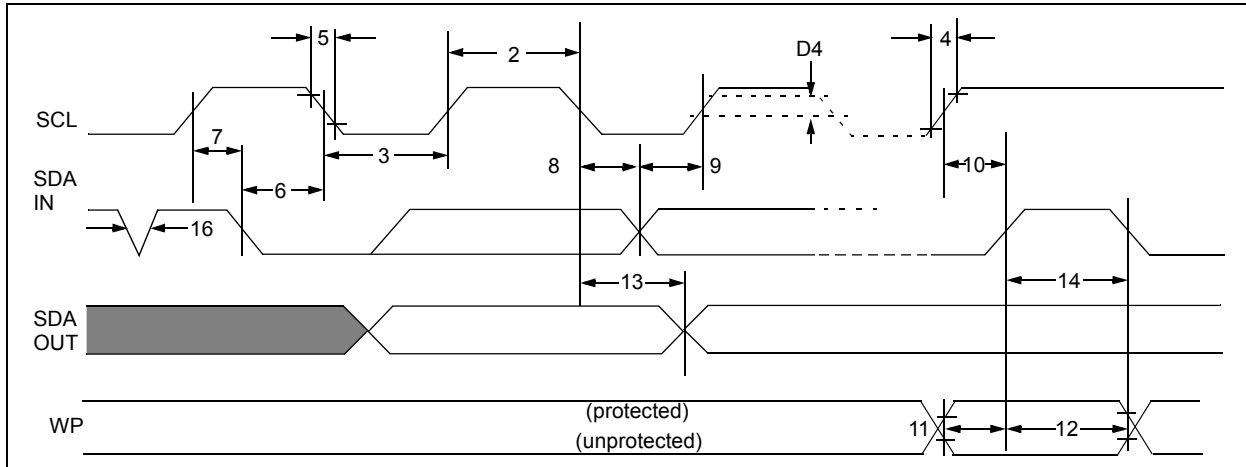 5
2
D4
4
SCL
7
3
8
9
10
SDA
IN
6
16
13
14
SDA
OUT
WP
(protected)
(unprotected)
11
12